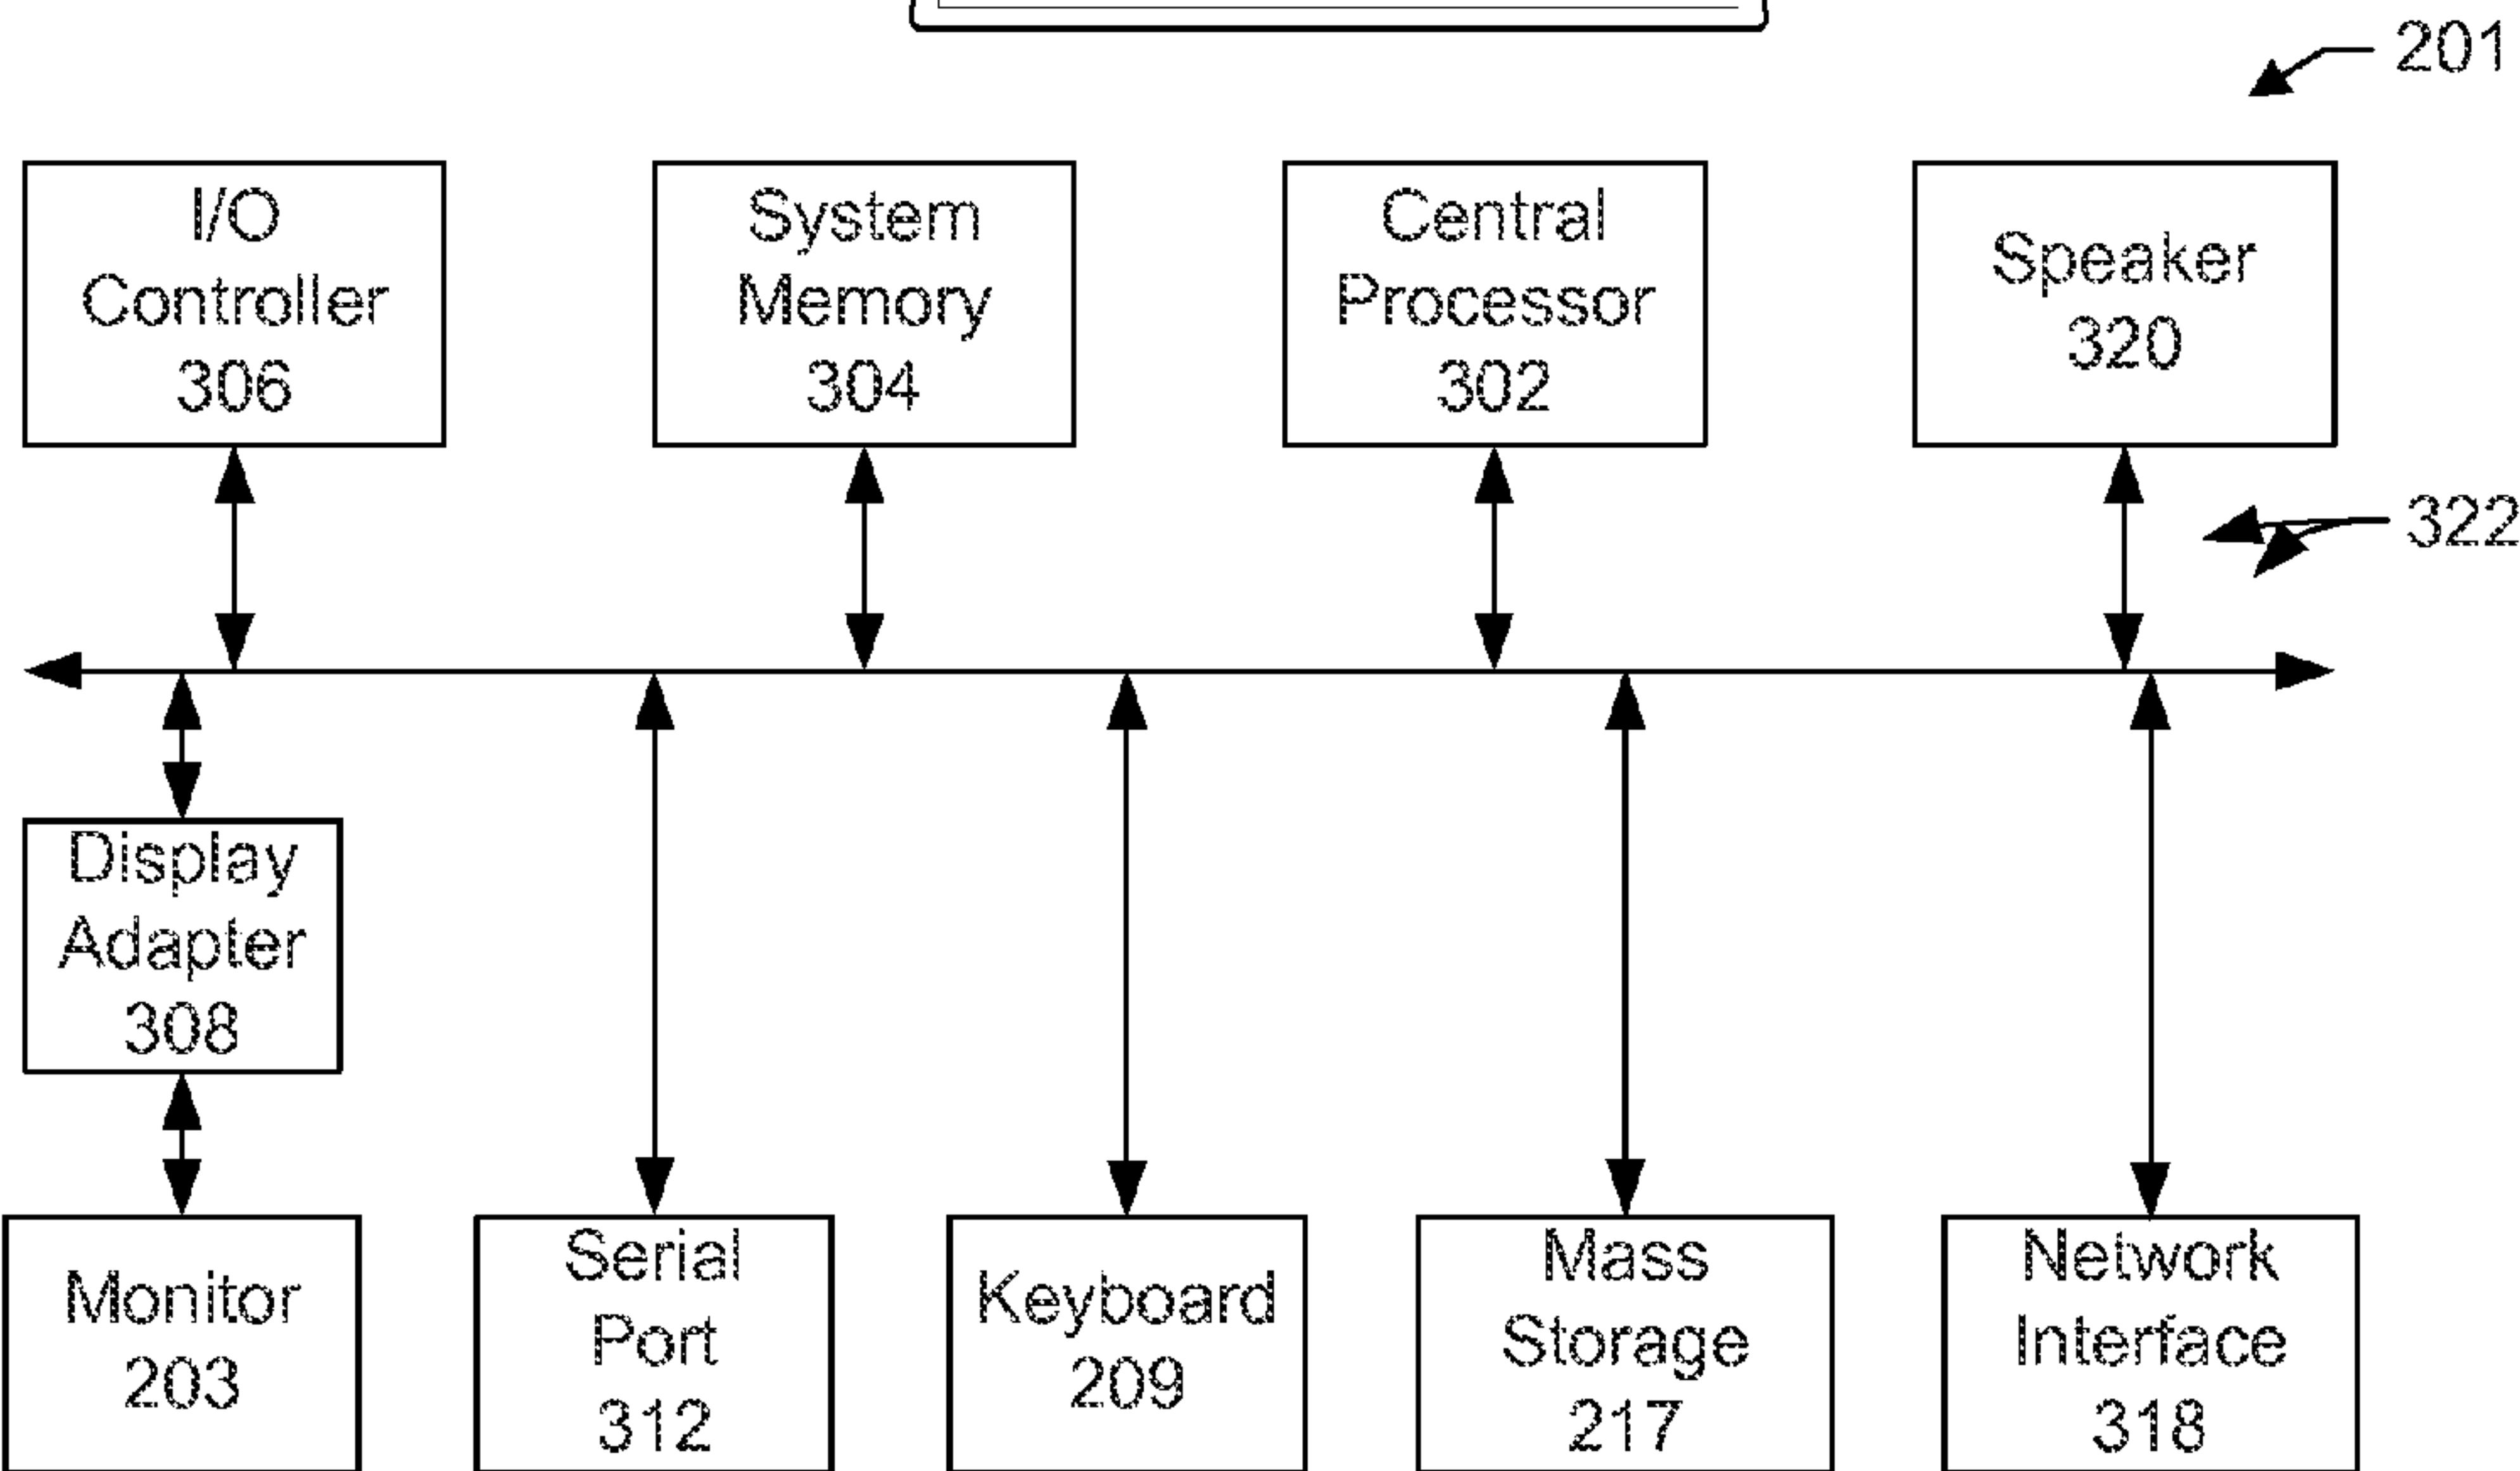 201
I/O
Controller
306
System
Memory
304
Central
Processor
302
Speaker
320
322
Display
Adapter
308
Monitor
203
Serial
Port
312
Keyboard
209
Mass
Storage
217
Network
Interface
318